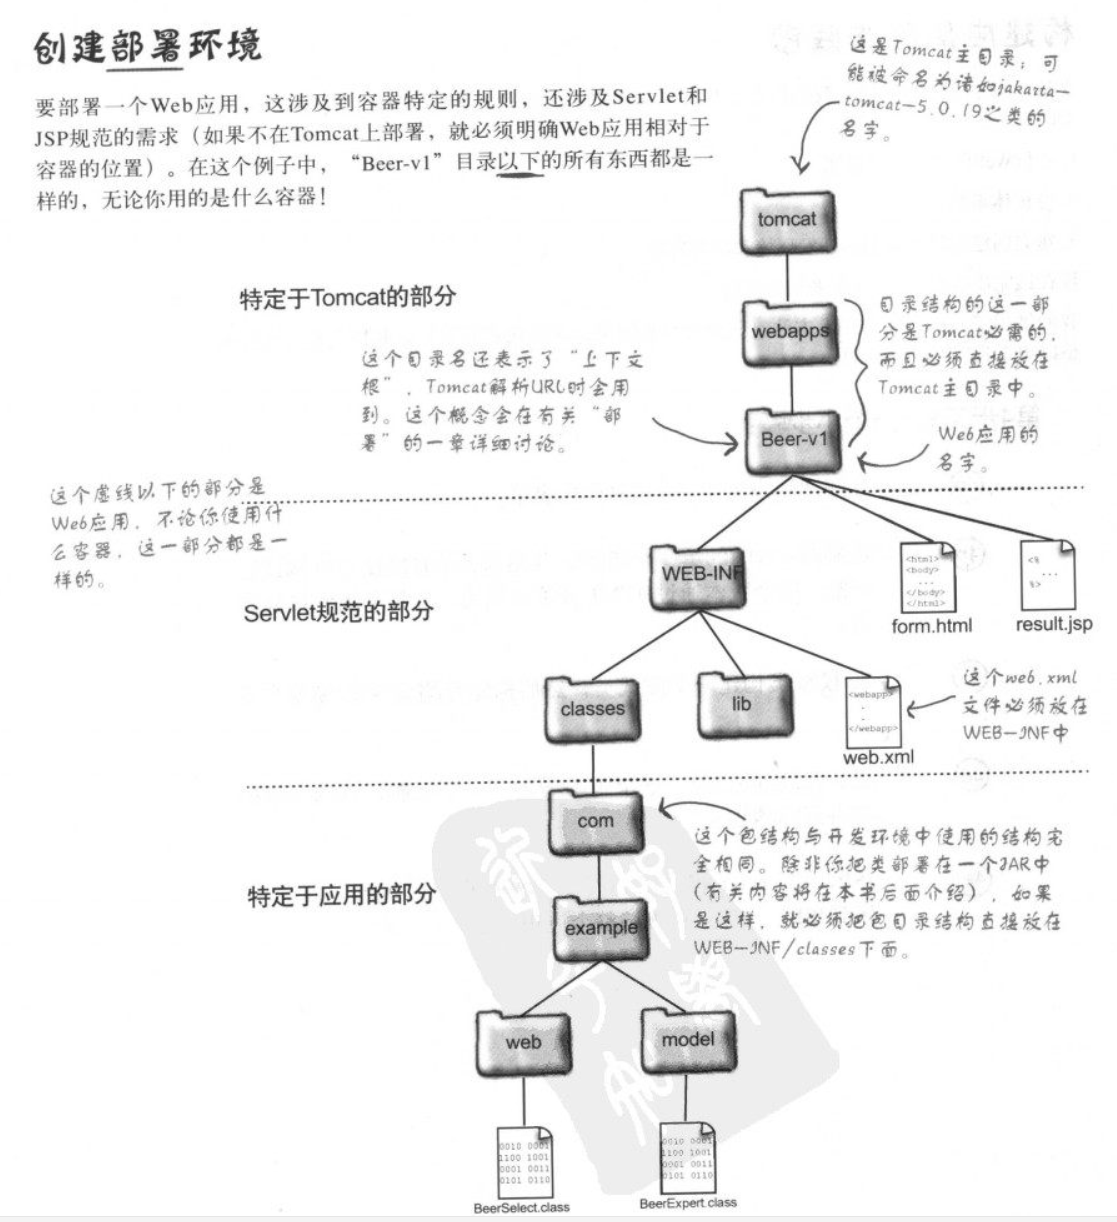 创建部署环境
要部署一个Web应用，这涉及到容器特定的规则，还涉及Servlet和
JSP规范的需求（如果不在Tomcat上部署，就必须明确Web应用相对于
容器的位置）。在这个例子中，“Beer-v1”目录以下的所有东西都是一
样的，无论你用的是什么容器！
这是Tomcat主目录；可
能被命名为诸如jakarta-
tomcat-5.0.19之类的
名字。
tomcat
特定于Tomcat的部分
webapps
目录结构的这一部
分是Tomcat必需的，
而且必须直接放在
Tomcat主目录中。
这个目录名还表示了“上下文
根”，Tomcat解析URL时会用
到。这个概念会在有关“部
署”的一章详细讨论。
Beer-v1
Web应用的
名字。
这个虚线以下的部分是
Web应用，不论你使用什
么容器，这一部分都是一
样的。
WEB-INF
<html>
<body>
...
</body>
</html>
form.html
<%
...
%>
result.jsp
Servlet规范的部分
classes
lib
<webapp>
.
.
</webapp>
web.xml
这个web.xml
文件必须放在
WEB-INF中
com
这个包结构与开发环境中使用的结构完
全相同。除非你把类部署在一个JAR中
（有关内容将在本书后面介绍），如果
是这样，就必须把包目录结构直接放在
WEB-INF/classes下面。
特定于应用的部分
example
web
model
0010 0001
1100 1001
0001 0011
0101 0110
BeerSelect.class
0010 0001
1100 1001
0001 0011
0101 0110
BeerExpert.class